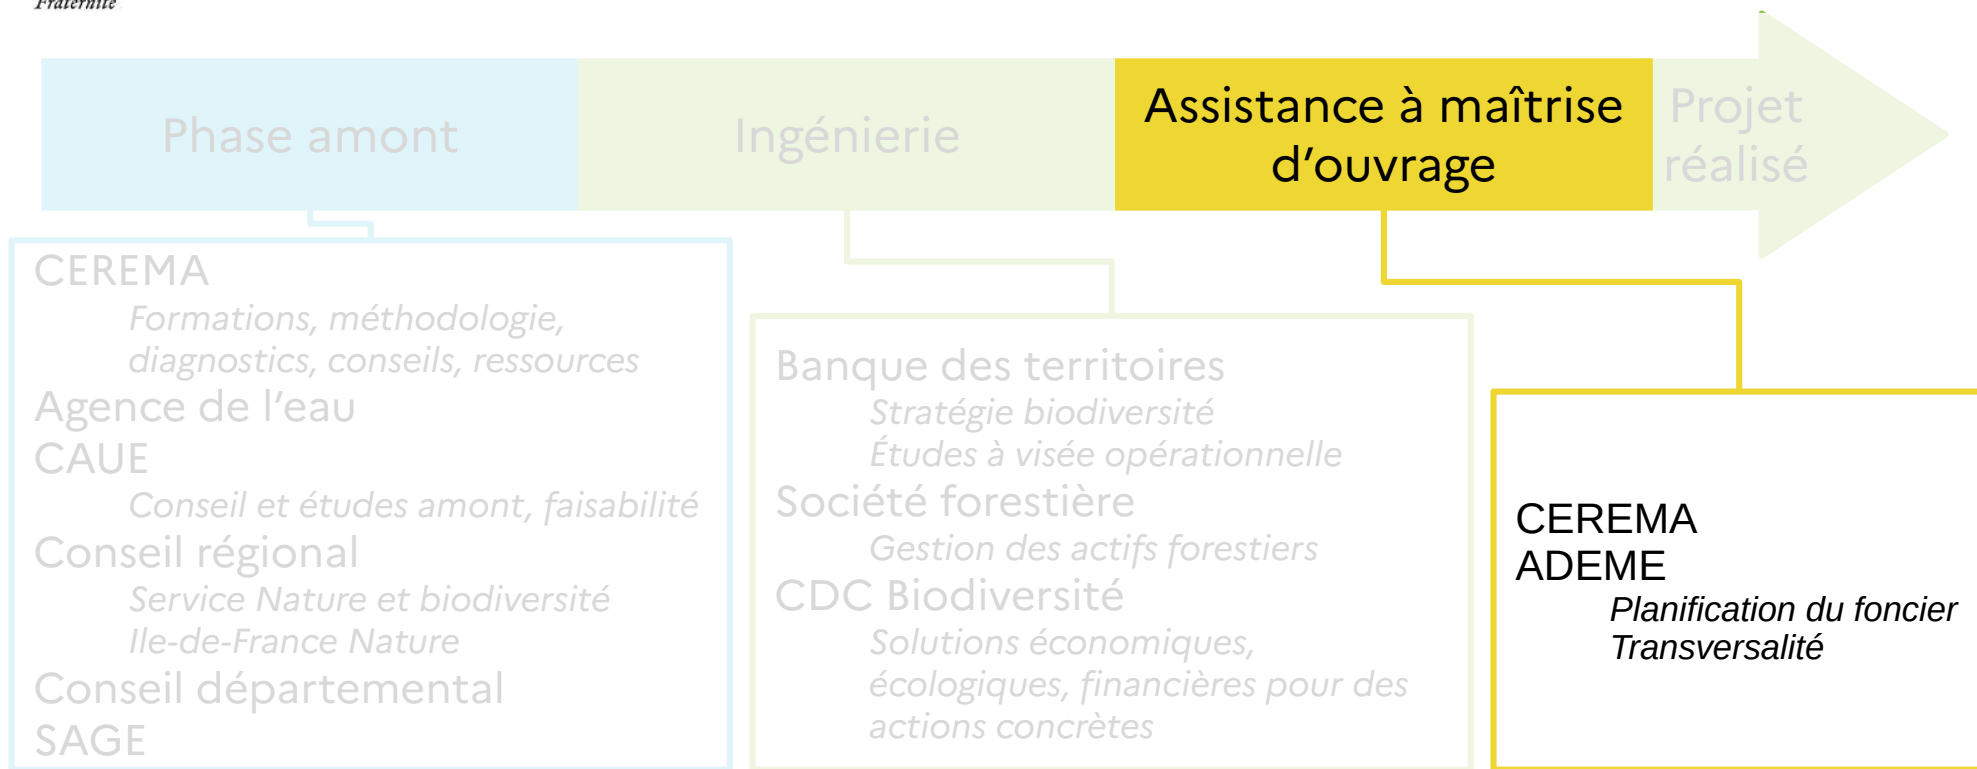 Fraternité
Phase amont
Ingénierie
Assistance à maîtrise
d’ouvrage
Projet
réalisé
CEREMA
Formations, méthodologie,
diagnostics, conseils, ressources
Agence de l’eau
CAUE
Conseil et études amont, faisabilité
Conseil régional
Service Nature et biodiversité
Ile-de-France Nature
Conseil départemental
SAGE
Banque des territoires
Stratégie biodiversité
Études à visée opérationnelle
Société forestière
Gestion des actifs forestiers
CDC Biodiversité
Solutions économiques,
écologiques, financières pour des
actions concrètes
CEREMA
ADEME
Planification du foncier
Transversalité